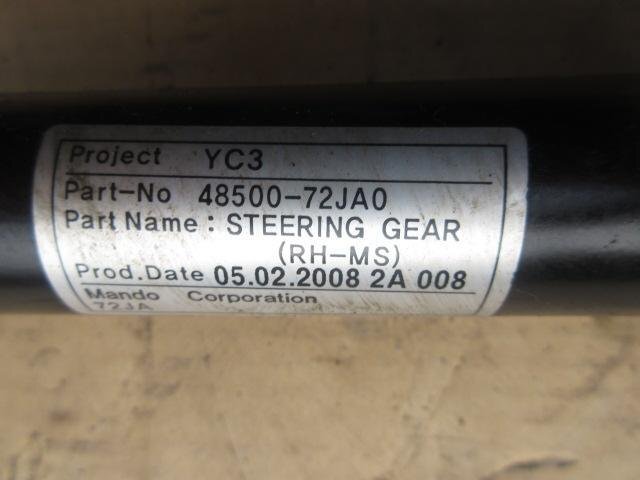 Project YC3
Part-No 48500-72JA0
Part Name : STEERING GEAR
(RH-MS)
Prod.Date 05.02.2008 2A 008
Mando Corporation
72JA